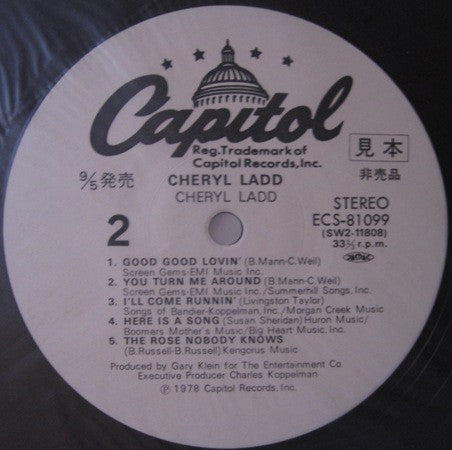 Capitol
Reg. Trademark of
Capitol Records, Inc.
見本
非売品
9/5 発売
CHERYL LADD
CHERYL LADD
STEREO
ECS-81099
(SW2-11808)
33⅓ r.p.m.
2
1. GOOD GOOD LOVIN' (B.Mann-C.Weil)
Screen Gems-EMI Music Inc.
2. YOU TURN ME AROUND (B.Mann-C.Weil)
Screen Gems-EMI Music Inc./Summerhill Songs, Inc.
3. I'LL COME RUNNIN' (Livingston Taylor)
Songs of Bandier-Koppelman, Inc./Morgan Creek Music
4. HERE IS A SONG (Susan Sheridan) Huron Music/
Boomers Mother's Music/Big Heart Music, Inc.
5. THE ROSE NOBODY KNOWS
(B.Russell-B.Russell) Kengorus Music
Produced by Gary Klein for The Entertainment Co.
Executive Producer Charles Koppelman
Ⓟ 1978 Capitol Records, Inc.